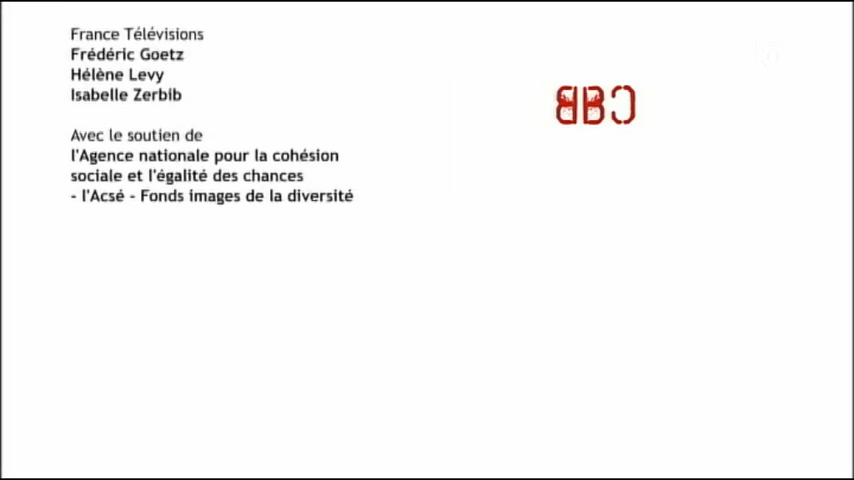 France Télévisions
Frédéric Goetz
Hélène Levy
Isabelle Zerbib
BBC
Avec le soutien de
l'Agence nationale pour la cohésion
sociale et l'égalité des chances
- l'Acsé - Fonds images de la diversité